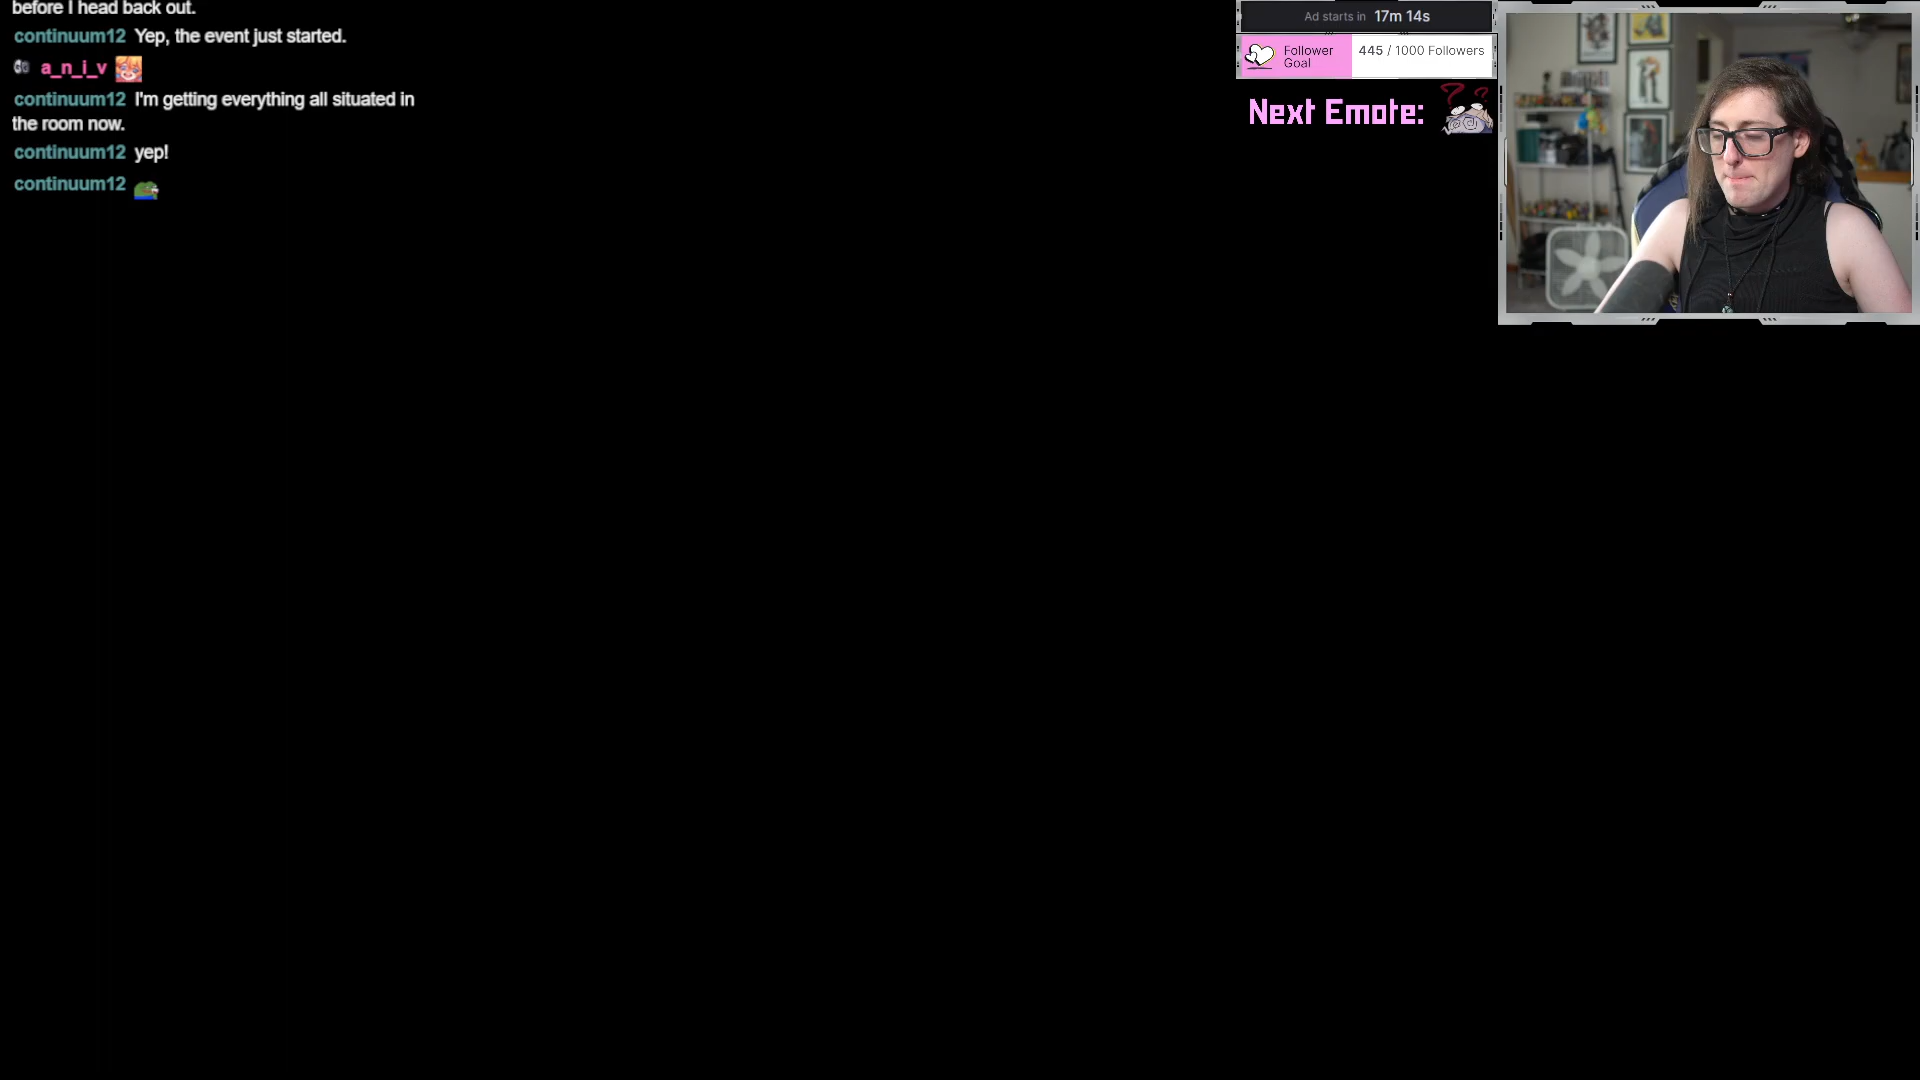 before I head back out.
continuum12 Yep, the event just started.
a_n_i_v
continuum12 I'm getting everything all situated in
the room now.
continuum12 yep!
continuum12
Ad starts in 17m 14s
Follower
Goal
445 / 1000 Followers
Next Emote: